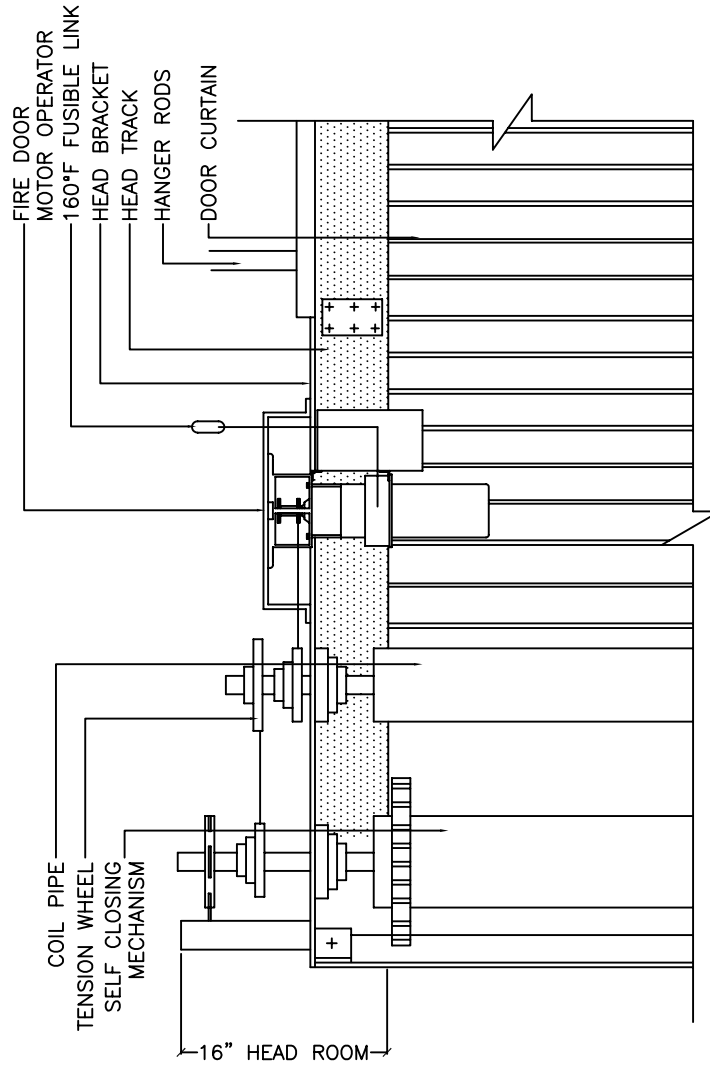 FIRE DOOR
MOTOR OPERATOR
160°F FUSIBLE LINK
HEAD BRACKET
HEAD TRACK
HANGER RODS
DOOR CURTAIN
COIL PIPE
TENSION WHEEL
SELF CLOSING
MECHANISM
16" HEAD ROOM